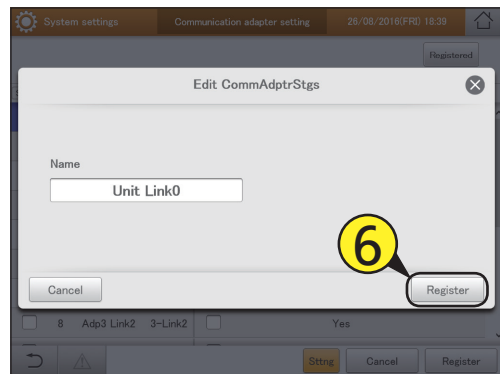 System settings Communication adapter setting 26/08/2016(FRI) 18:39
Registered
Edit CommAdptrStgs
Name
Unit Link0
6
Cancel Register
8 Adp3 Link2 3-Link2 Yes
Sttng Cancel Register